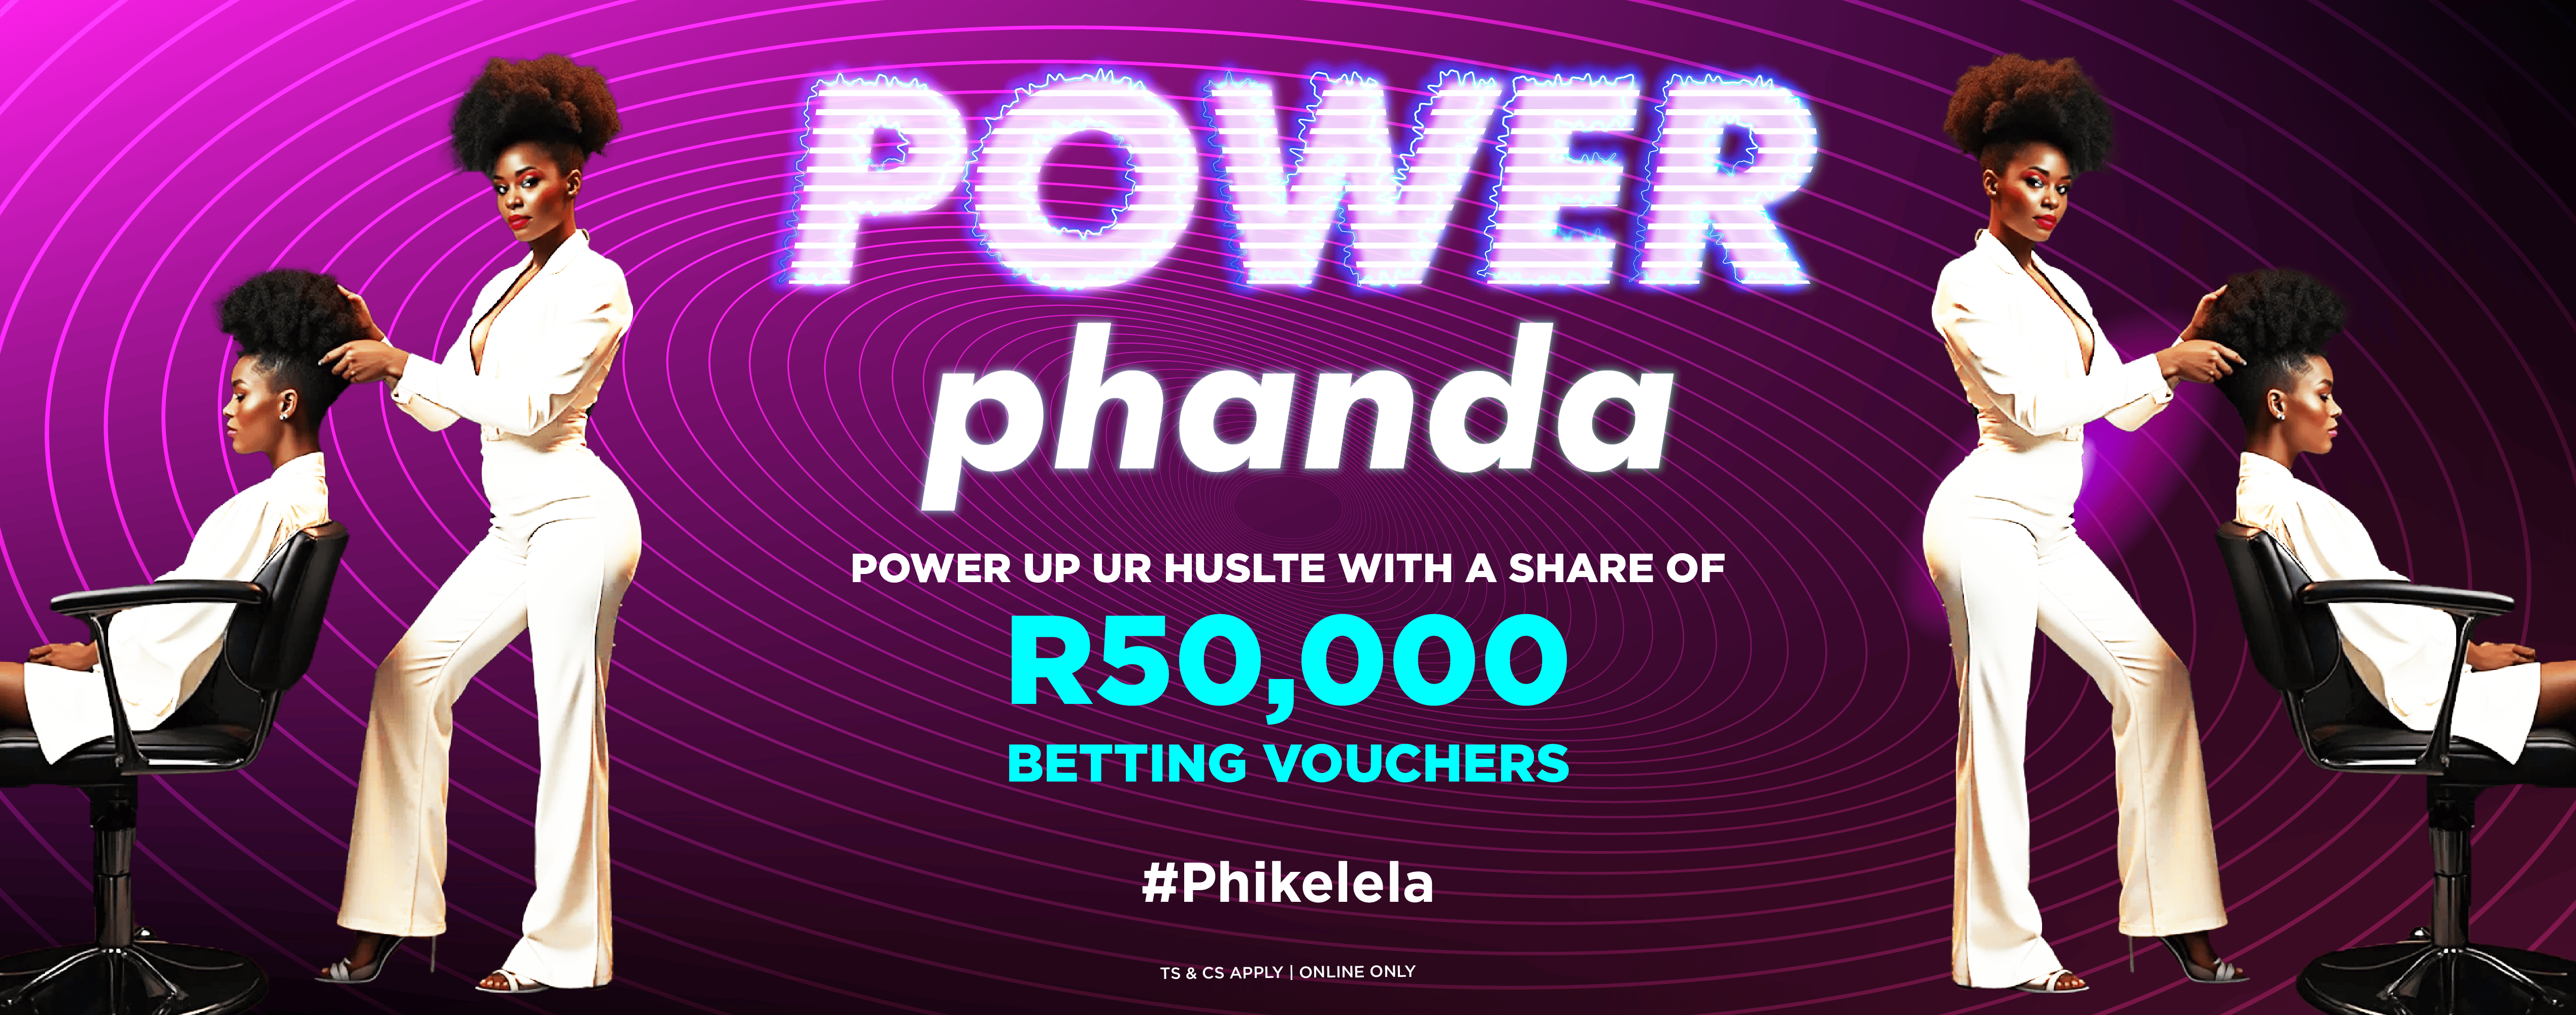 POWER
phanda
POWER UP UR HUSLTE WITH A SHARE OF
R50,000
BETTING VOUCHERS
#Phikelela
TS & CS APPLY | ONLINE ONLY